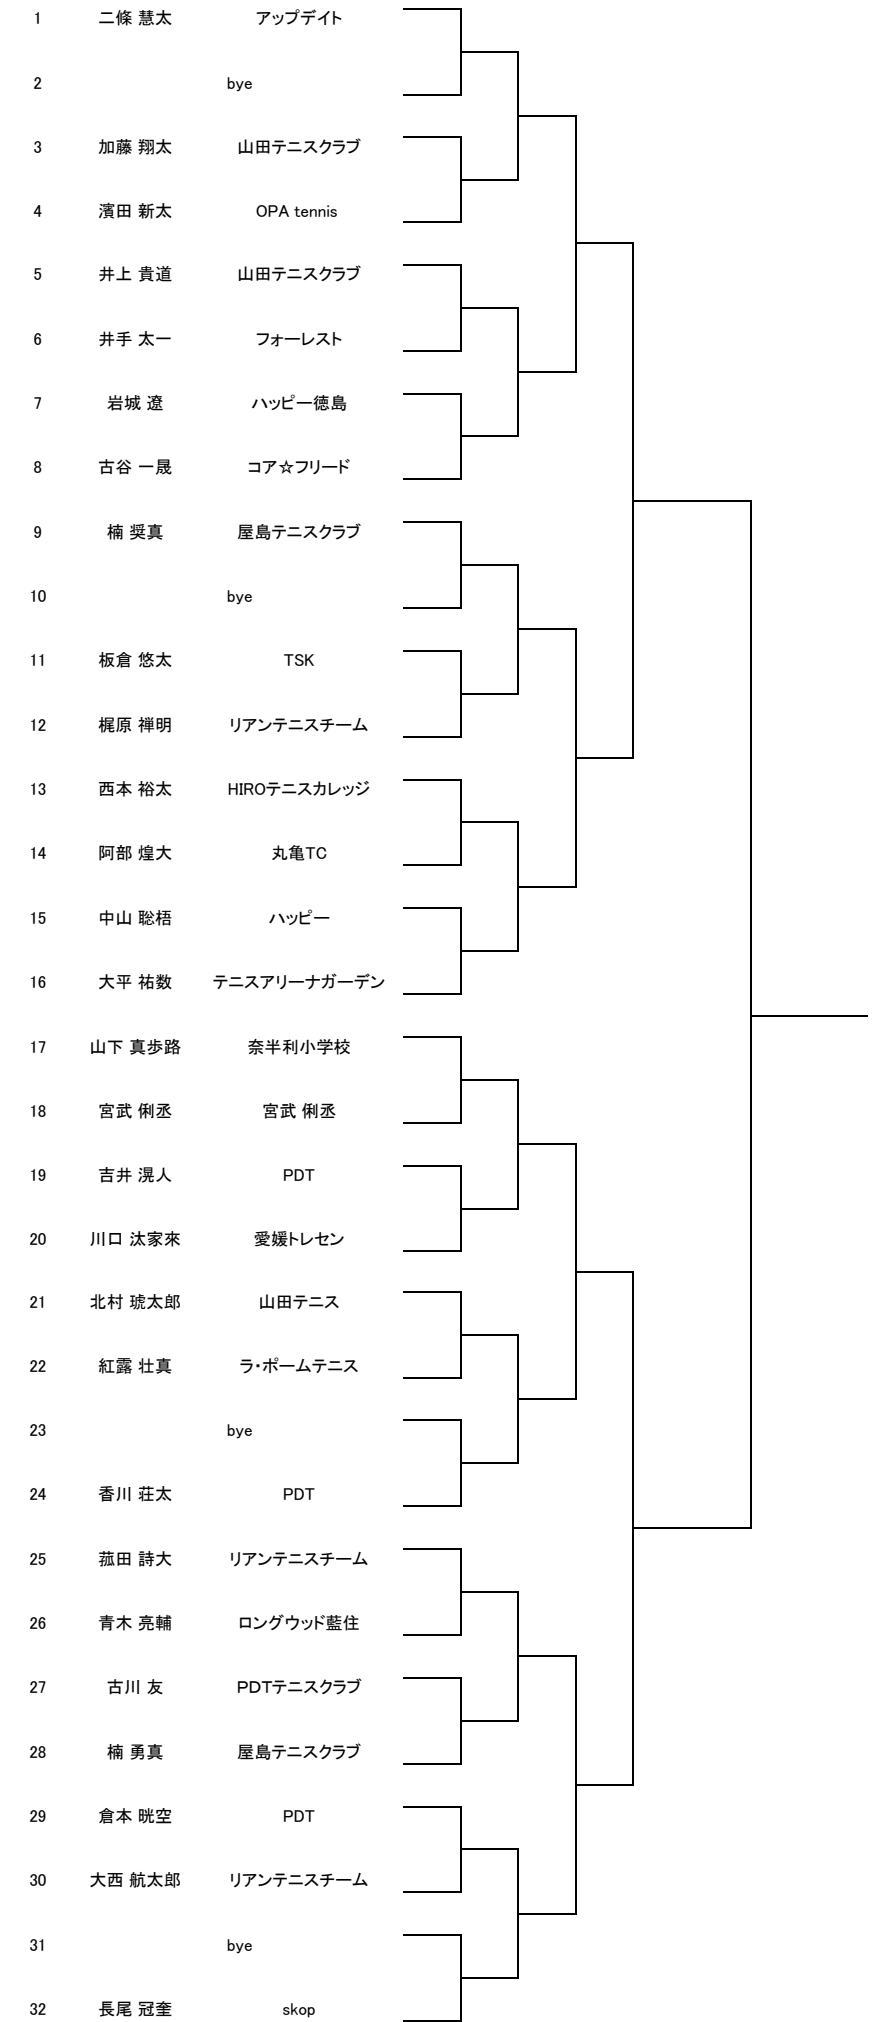 1 二條 慧太 アップデイト
2 bye
3 加藤 翔太 山田テニスクラブ
4 濱田 新太 OPA tennis
5 井上 貴道 山田テニスクラブ
6 井手 太一 フォーレスト
7 岩城 遼 ハッピー徳島
8 古谷 一晟 コア☆フリード
9 楠 奨真 屋島テニスクラブ
10 bye
11 板倉 悠太 TSK
12 梶原 禅明 リアンテニスチーム
13 西本 裕太 HIROテニスカレッジ
14 阿部 煌大 丸亀TC
15 中山 聡梧 ハッピー
16 大平 祐数 テニスアリーナガーデン
17 山下 真歩路 奈半利小学校
18 宮武 俐丞 宮武 俐丞
19 吉井 滉人 PDT
20 川口 汰家來 愛媛トレセン
21 北村 琥太郎 山田テニス
22 紅露 壮真 ラ・ポームテニス
23 bye
24 香川 荘太 PDT
25 菰田 詩大 リアンテニスチーム
26 青木 亮輔 ロングウッド藍住
27 古川 友 PDTテニスクラブ
28 楠 勇真 屋島テニスクラブ
29 倉本 晄空 PDT
30 大西 航太郎 リアンテニスチーム
31 bye
32 長尾 冠奎 skop